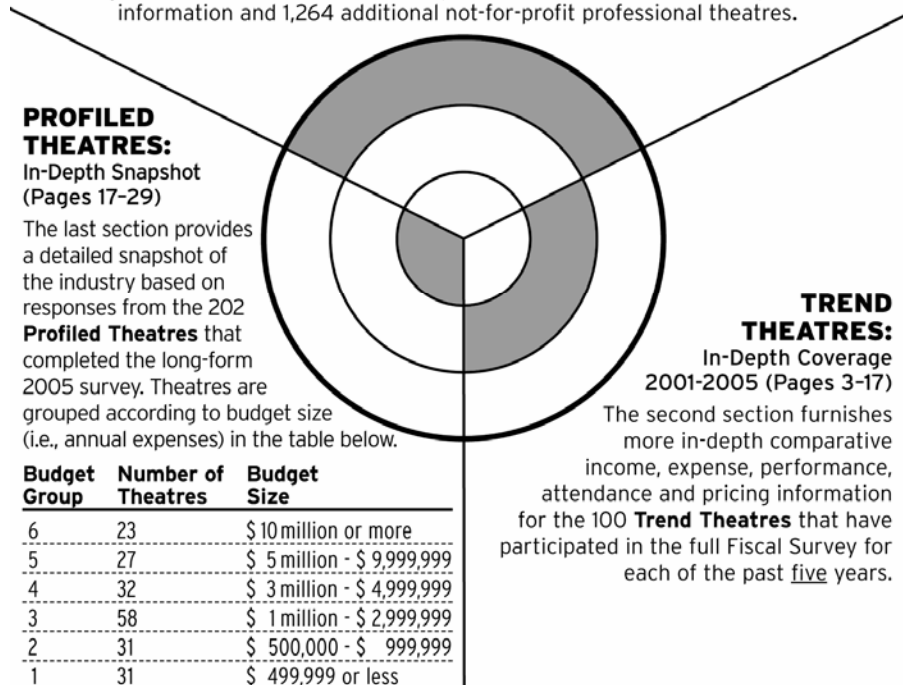 information and 1,264 additional not-for-profit professional theatres.
PROFILED
THEATRES:
In-Depth Snapshot
(Pages 17–29)
The last section provides
a detailed snapshot of
the industry based on
responses from the 202
Profiled Theatres that
completed the long-form
2005 survey. Theatres are
grouped according to budget size
(i.e., annual expenses) in the table below.
Budget Number of Budget
Group Theatres Size
6 23 $ 10 million or more
5 27 $ 5 million - $ 9,999,999
4 32 $ 3 million - $ 4,999,999
3 58 $ 1 million - $ 2,999,999
2 31 $ 500,000 - $ 999,999
1 31 $ 499,999 or less
TREND
THEATRES:
In-Depth Coverage
2001-2005 (Pages 3–17)
The second section furnishes
more in-depth comparative
income, expense, performance,
attendance and pricing information
for the 100 Trend Theatres that have
participated in the full Fiscal Survey for
each of the past five years.